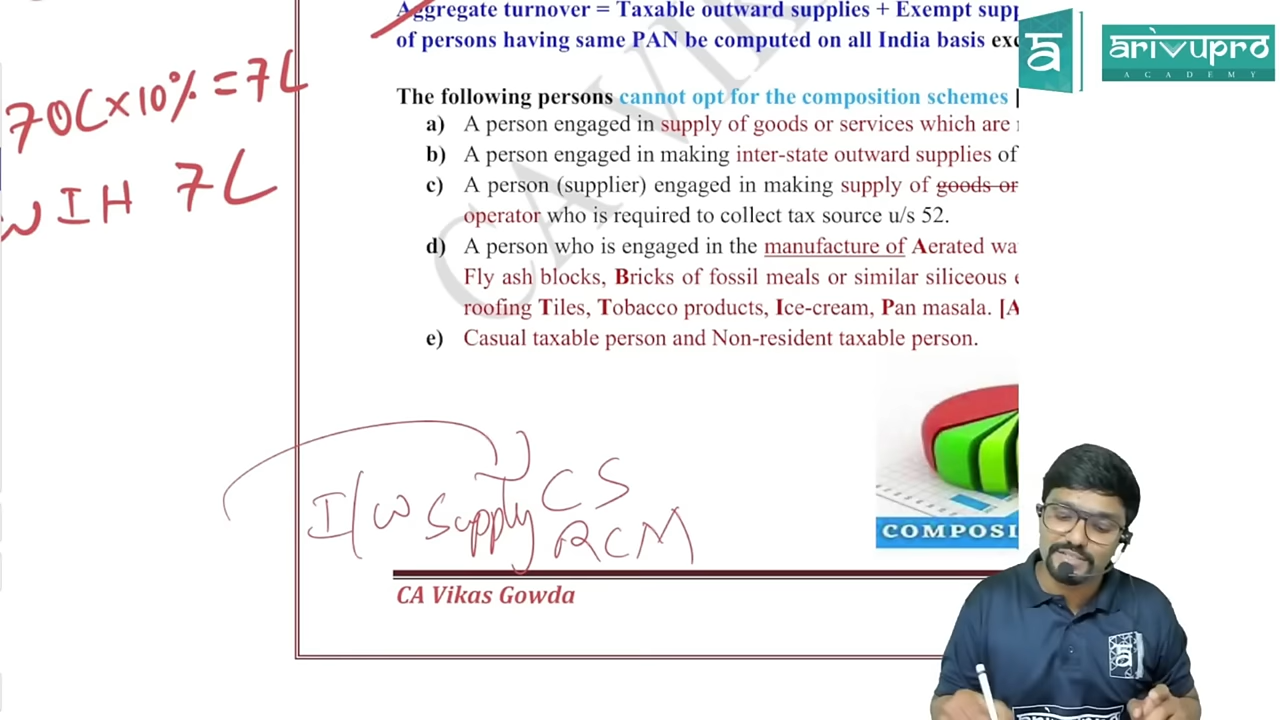 Aggregate turnover = Taxable outward supplies + Exempt supp
of persons having same PAN be computed on all India basis exc
arivupro
ACADEMY
70L×10%=7L
The following persons cannot opt for the composition schemes [
a) A person engaged in supply of goods or services which are
b) A person engaged in making inter-state outward supplies of
WIH 7L
c) A person (supplier) engaged in making supply of goods or
operator who is required to collect tax source u/s 52.
d) A person who is engaged in the manufacture of Aerated wa
Fly ash blocks, Bricks of fossil meals or similar siliceous e
roofing Tiles, Tobacco products, Ice-cream, Pan masala. [A
e) Casual taxable person and Non-resident taxable person.
I/W Supply CS
RCM
COMPOSI
CA Vikas Gowda
CA VIK